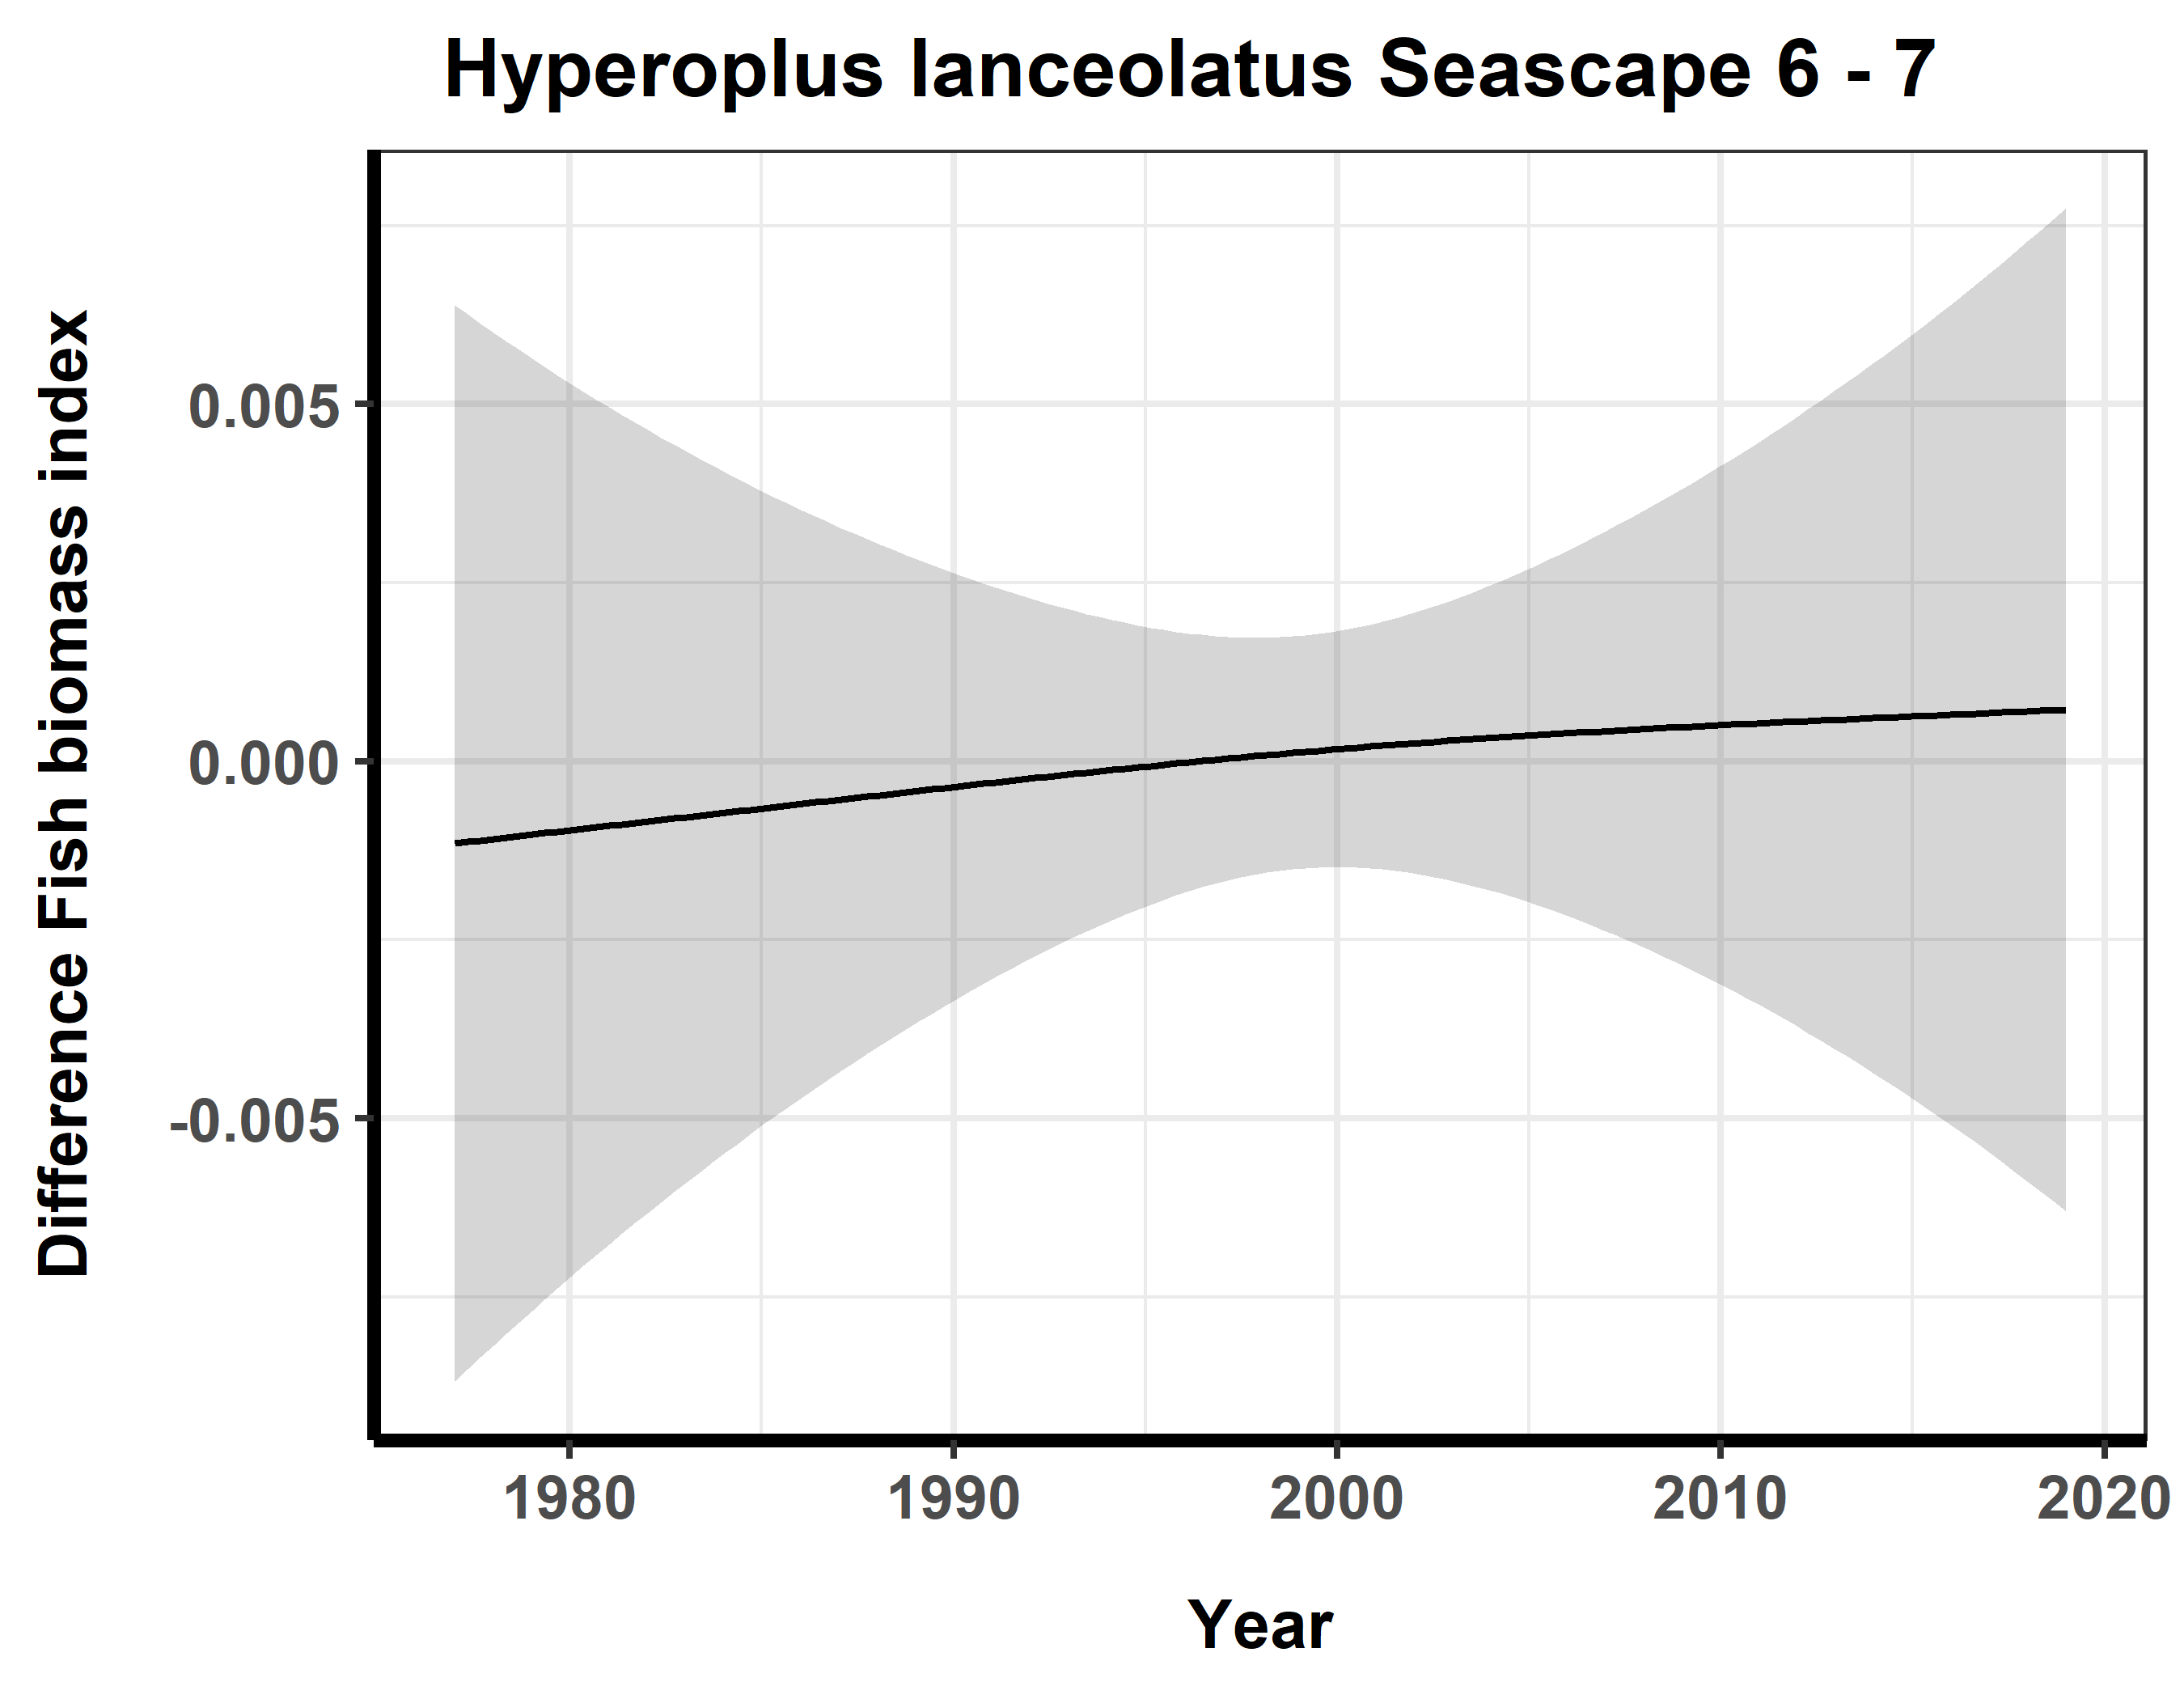 Hyperoplus lanceolatus Seascape 6 - 7
Difference Fish biomass index
0.005
0.000
-0.005
1980 1990 2000 2010 2020
Year